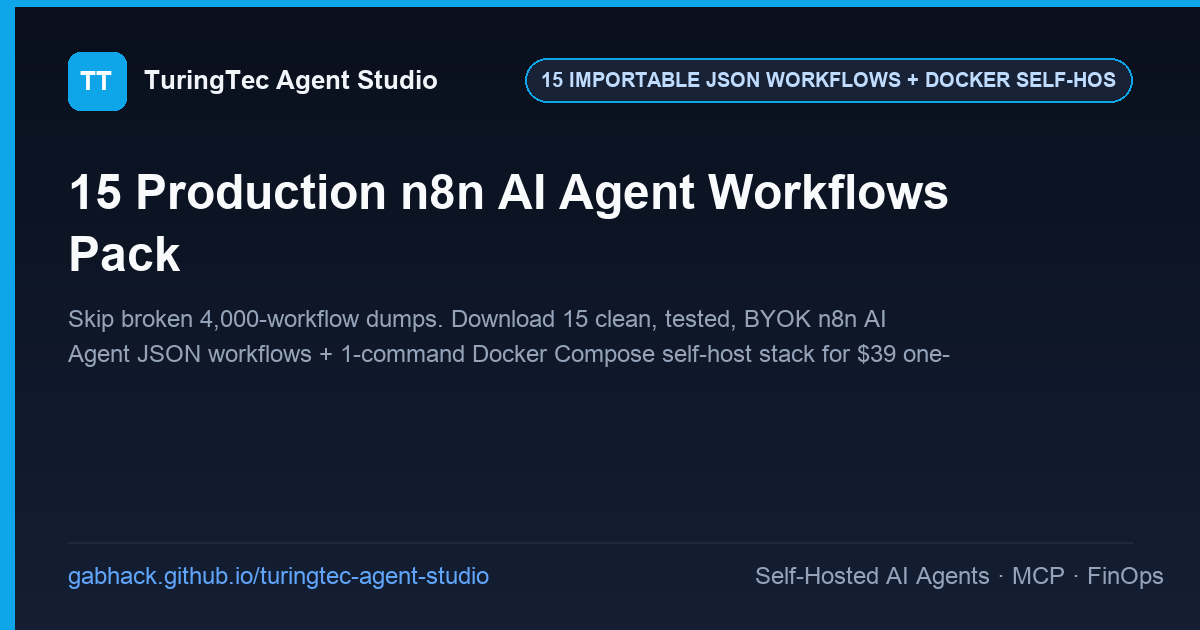 TT
TuringTec Agent Studio
15 IMPORTABLE JSON WORKFLOWS + DOCKER SELF-HOS
15 Production n8n AI Agent Workflows
Pack
Skip broken 4,000-workflow dumps. Download 15 clean, tested, BYOK n8n AI
Agent JSON workflows + 1-command Docker Compose self-host stack for $39 one-
gabhack.github.io/turingtec-agent-studio
Self-Hosted AI Agents · MCP · FinOps